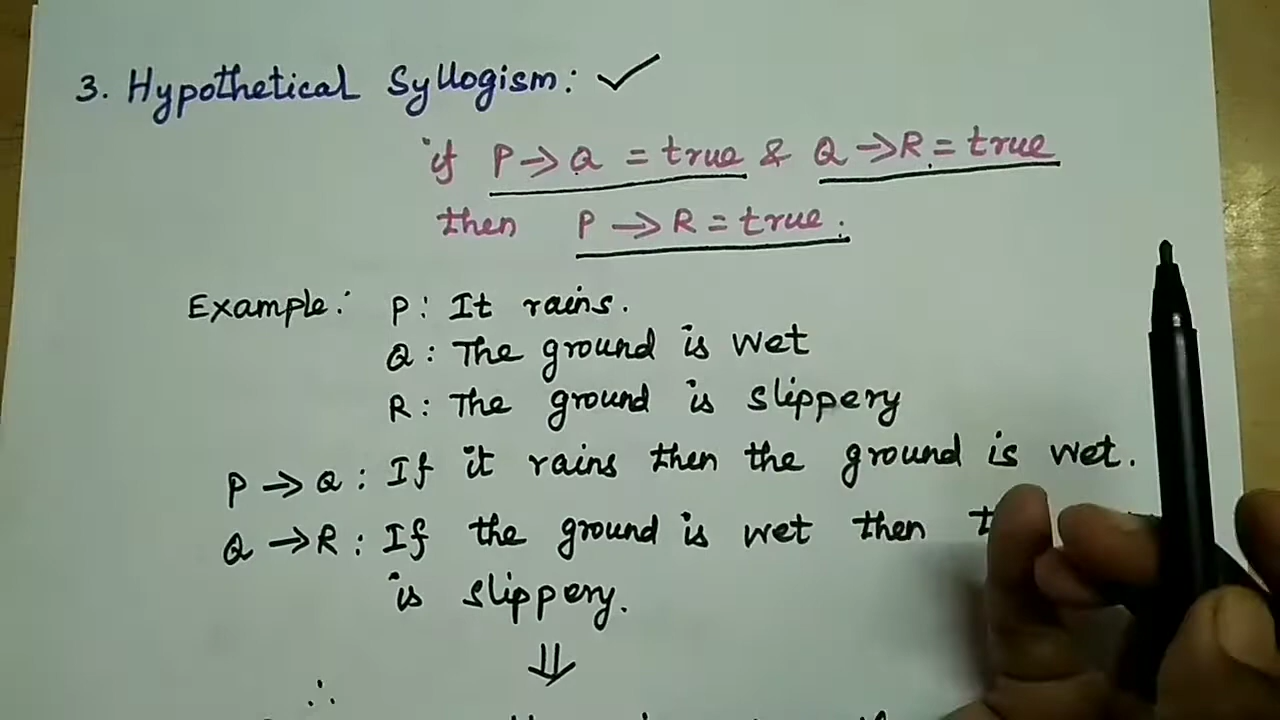 3. Hypothetical Syllogism: ✓
if P → Q = true & Q → R = true
then P → R = true.
Example: P: It rains.
Q: The ground is wet
R: The ground is slippery
P → Q: If it rains then the ground is wet.
Q → R: If the ground is wet then
is slippery.
⇓
∴